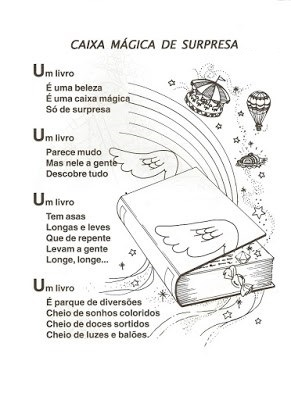 CAIXA MÁGICA DE SURPRESA
Um livro
É uma beleza
É uma caixa mágica
Só de surpresa
Um livro
Parece mudo
Mas nele a gente
Descobre tudo
Um livro
Tem asas
Longas e leves
Que de repente
Levam a gente
Longe, longe...
Um livro
É parque de diversões
Cheio de sonhos coloridos
Cheio de doces sortidos
Cheio de luzes e balões.